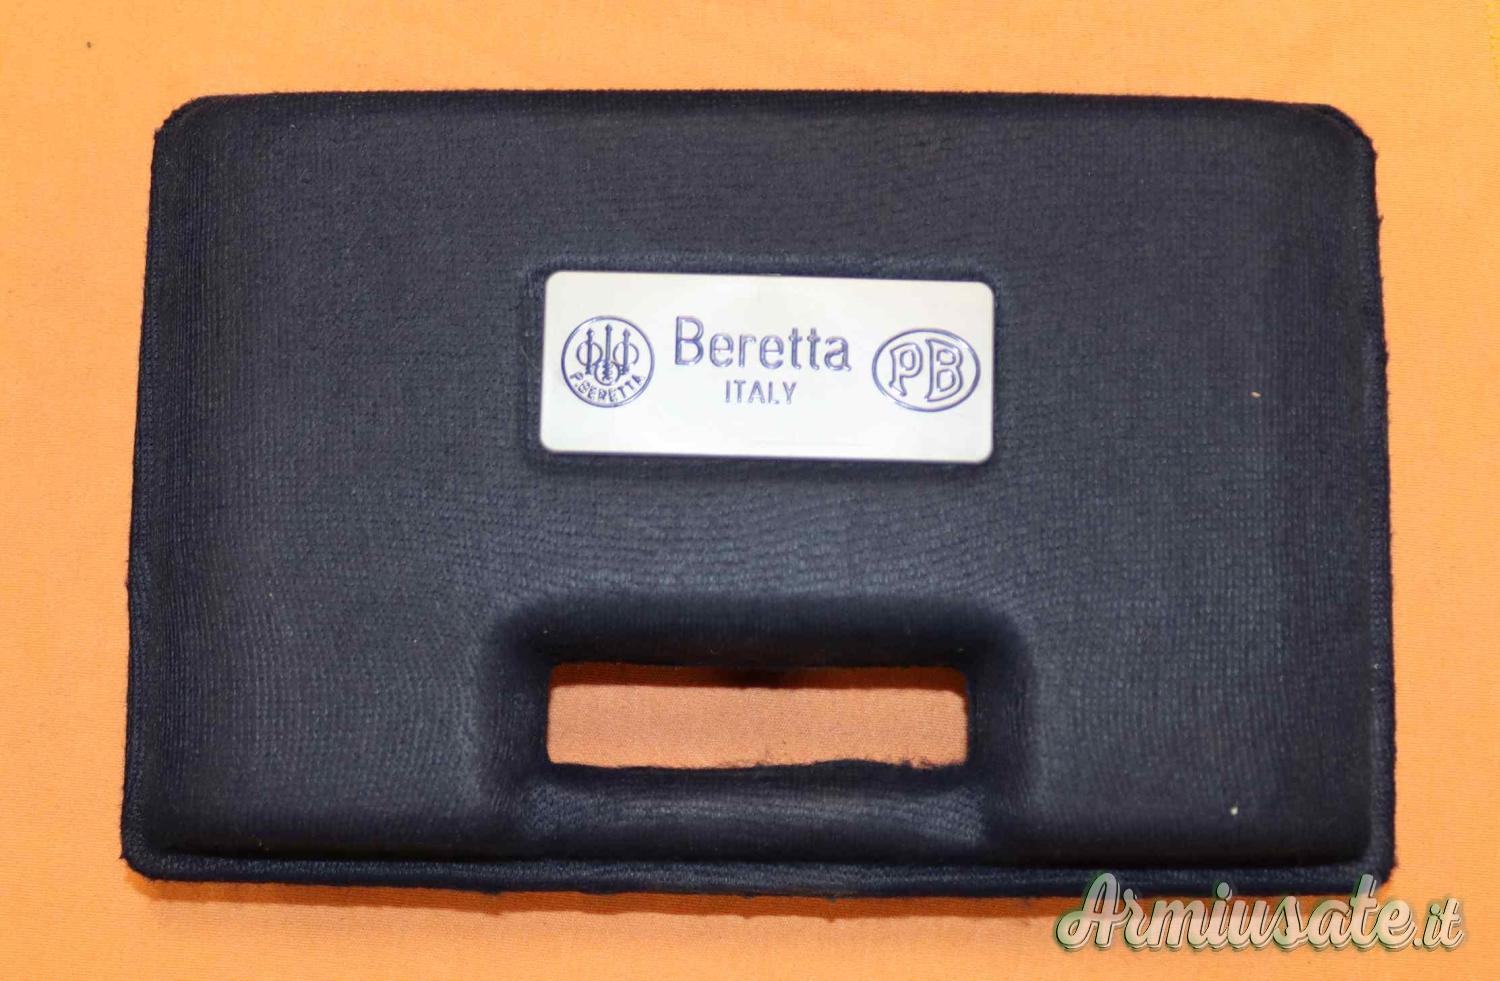 Beretta
ITALY
P.BERETTA
PB
Armiusate.it